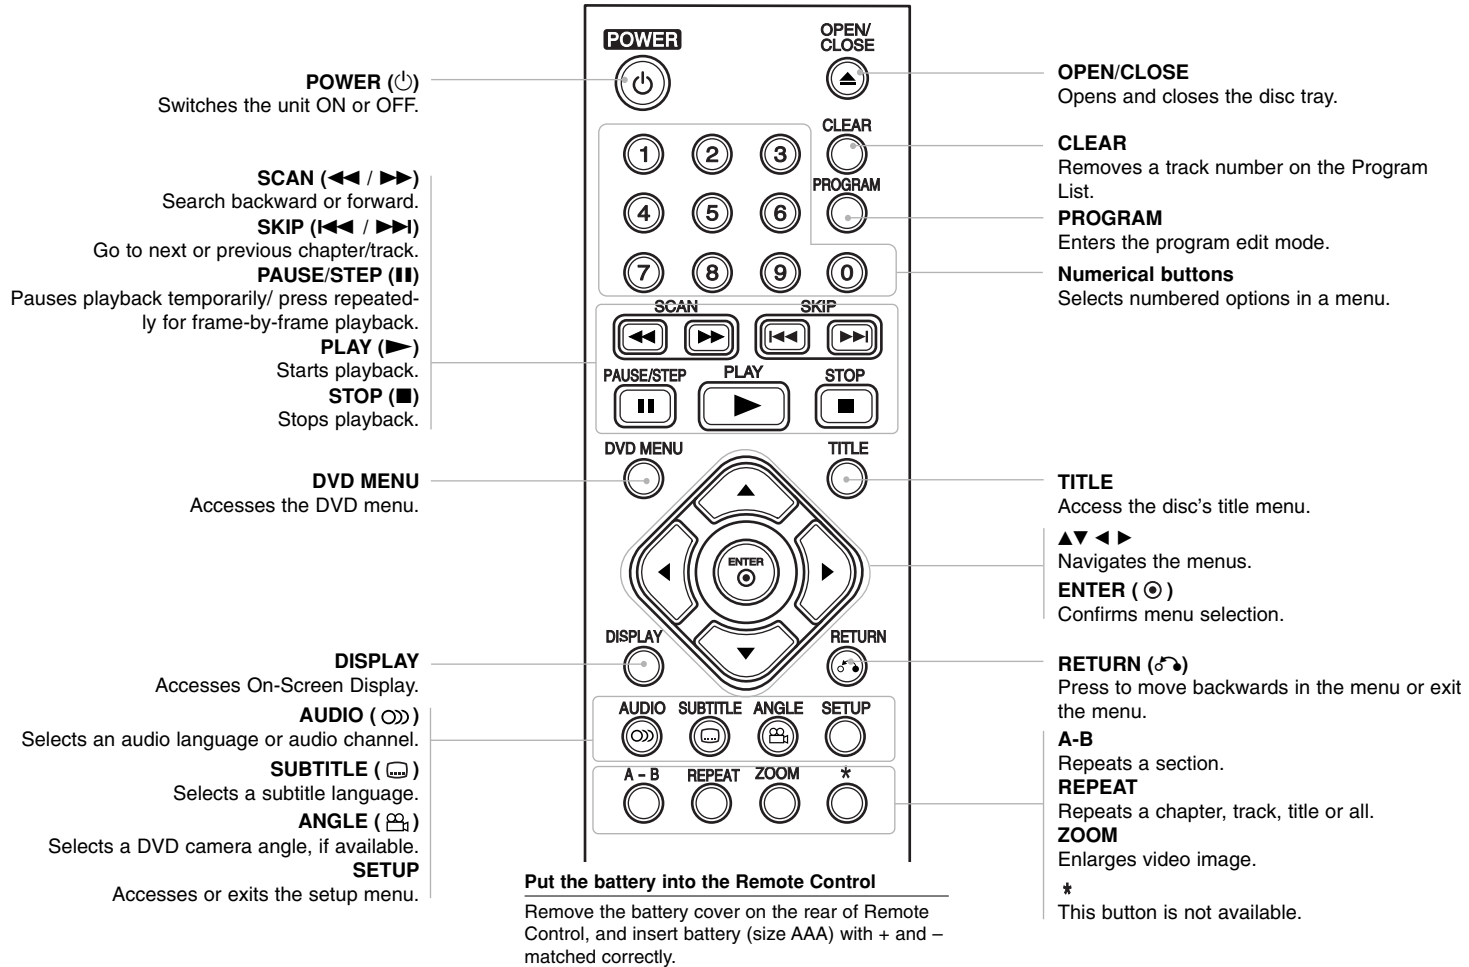 POWER (⏻)
Switches the unit ON or OFF.
SCAN (◀◀ / ▶▶)
Search backward or forward.
SKIP (I◀◀ / ▶▶I)
Go to next or previous chapter/track.
PAUSE/STEP (II)
Pauses playback temporarily/ press repeated-
ly for frame-by-frame playback.
PLAY (▶)
Starts playback.
STOP (■)
Stops playback.
DVD MENU
Accesses the DVD menu.
DISPLAY
Accesses On-Screen Display.
AUDIO ( )
Selects an audio language or audio channel.
SUBTITLE ( )
Selects a subtitle language.
ANGLE ( )
Selects a DVD camera angle, if available.
SETUP
Accesses or exits the setup menu.
POWER
OPEN/
CLOSE
CLEAR
1 2 3
PROGRAM
4 5 6
7 8 9 0
SCAN SKIP
PAUSE/STEP PLAY STOP
DVD MENU TITLE
ENTER
DISPLAY RETURN
AUDIO SUBTITLE ANGLE SETUP
A - B REPEAT ZOOM *
Put the battery into the Remote Control
Remove the battery cover on the rear of Remote
Control, and insert battery (size AAA) with + and –
matched correctly.
OPEN/CLOSE
Opens and closes the disc tray.
CLEAR
Removes a track number on the Program
List.
PROGRAM
Enters the program edit mode.
Numerical buttons
Selects numbered options in a menu.
TITLE
Access the disc's title menu.
▲▼ ◀ ▶
Navigates the menus.
ENTER ( ◉ )
Confirms menu selection.
RETURN ( )
Press to move backwards in the menu or exit
the menu.
A-B
Repeats a section.
REPEAT
Repeats a chapter, track, title or all.
ZOOM
Enlarges video image.
*
This button is not available.